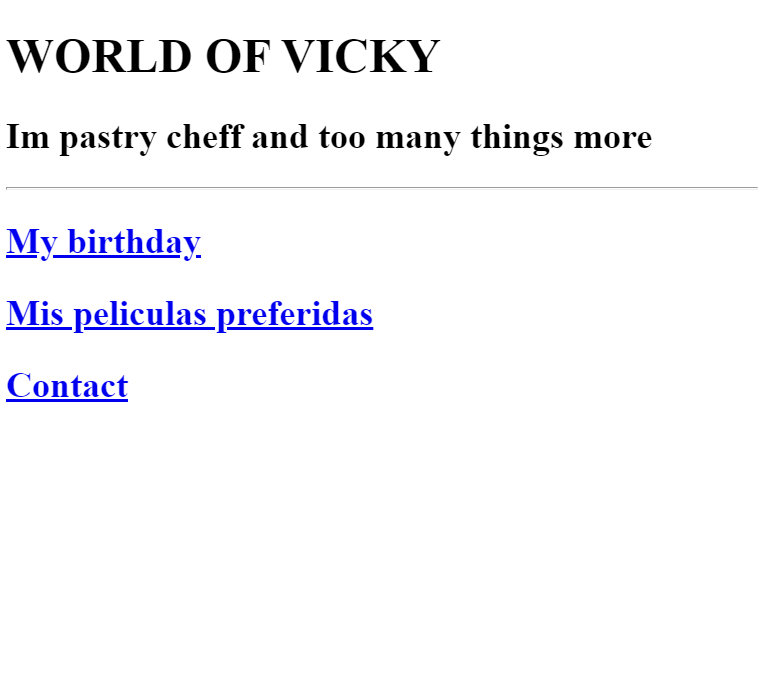 WORLD OF VICKY
Im pastry cheff and too many things more
My birthday
Mis peliculas preferidas
Contact